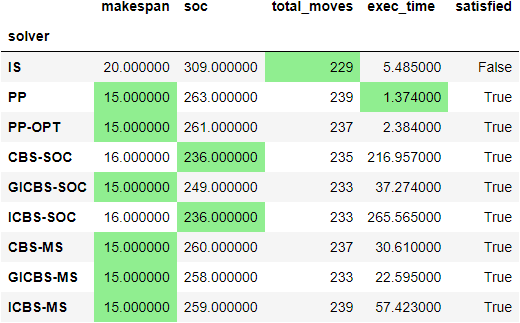 makespan soc total_moves exec_time satisfied
solver
IS 20.000000 309.000000 229 5.485000 False
PP 15.000000 263.000000 239 1.374000 True
PP-OPT 15.000000 261.000000 237 2.384000 True
CBS-SOC 16.000000 236.000000 235 216.957000 True
GICBS-SOC 15.000000 249.000000 233 37.274000 True
ICBS-SOC 16.000000 236.000000 233 265.565000 True
CBS-MS 15.000000 260.000000 237 30.610000 True
GICBS-MS 15.000000 258.000000 233 22.595000 True
ICBS-MS 15.000000 259.000000 239 57.423000 True